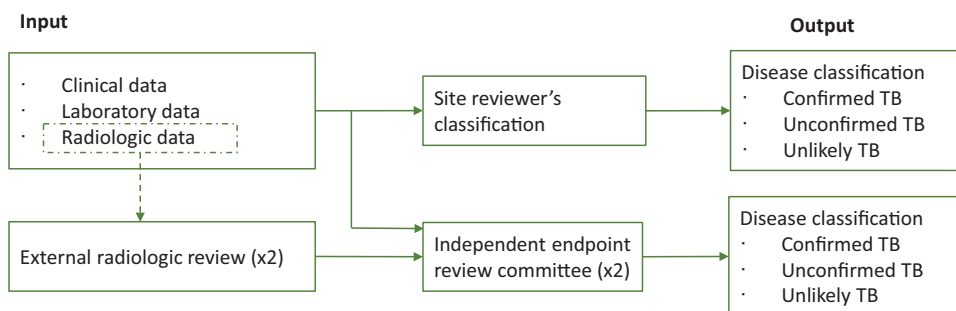 Input
Output
· Clinical data
· Laboratory data
· Radiologic data
Site reviewer's
classification
Disease classification
· Confirmed TB
· Unconfirmed TB
· Unlikely TB
External radiologic review (x2)
Independent endpoint
review committee (x2)
Disease classification
· Confirmed TB
· Unconfirmed TB
· Unlikely TB